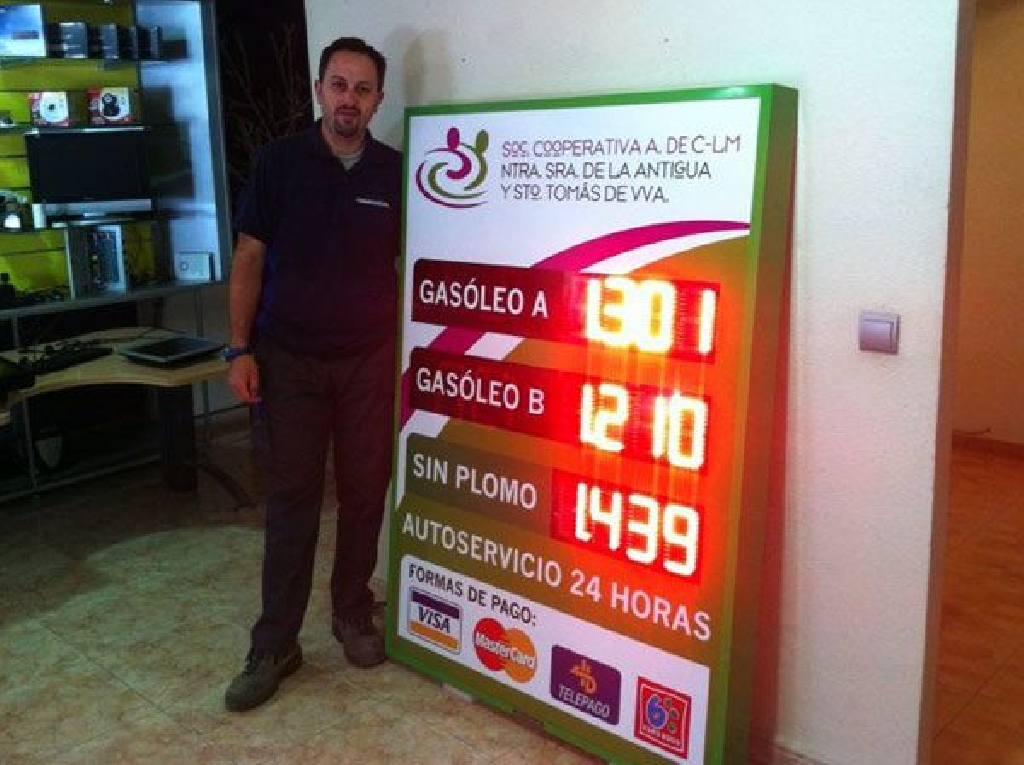 SOC. COOPERATIVA A. DE C-LM
NTRA. SRA. DE LA ANTIGUA
Y STO. TOMÁS DE VVA.
GASÓLEO A 1301
GASÓLEO B 1210
SIN PLOMO 1439
AUTOSERVICIO 24 HORAS
FORMAS DE PAGO:
VISA
MasterCard
TELEPAGO
6